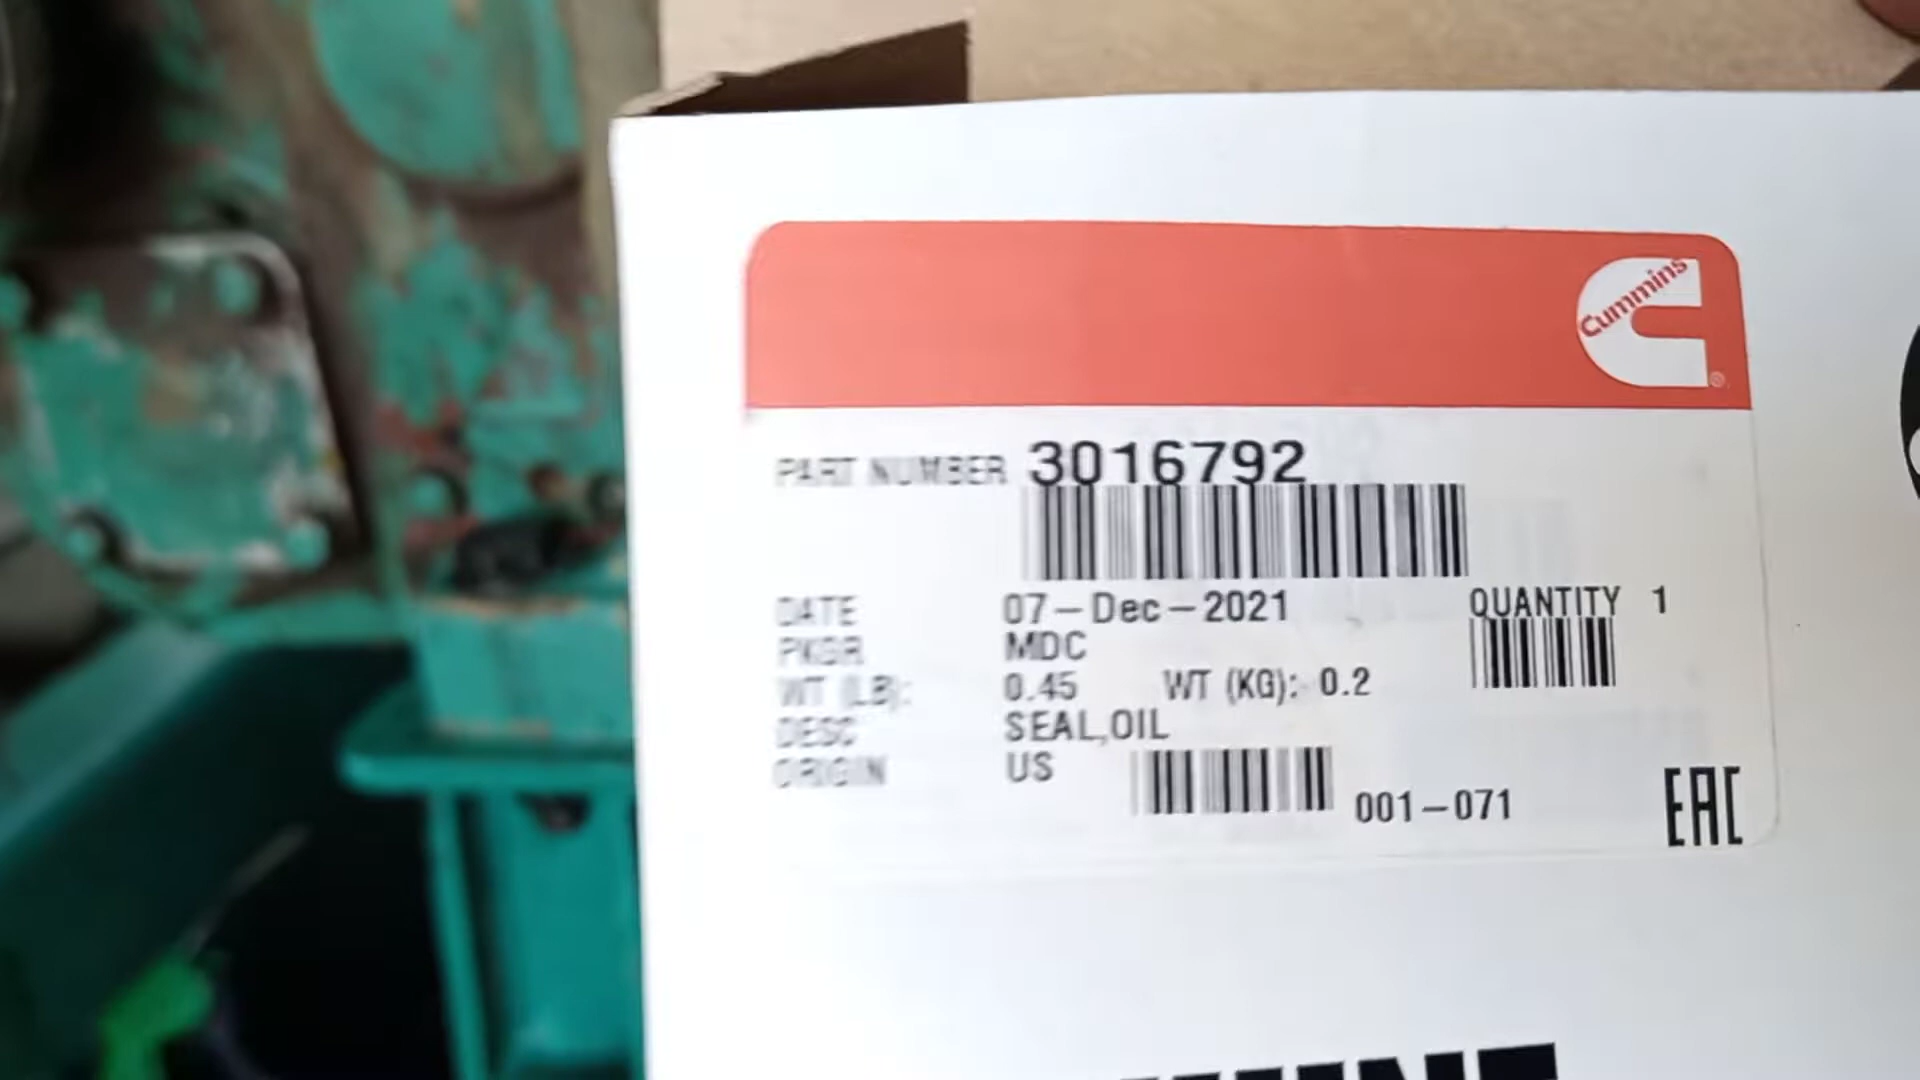 Cummins
®
PART NUMBER 3016792
DATE 07-Dec-2021 QUANTITY 1
PKGR MDC
WT (LB): 0.45 WT (KG): 0.2
DESC SEAL,OIL
ORIGIN US
001-071
EAC